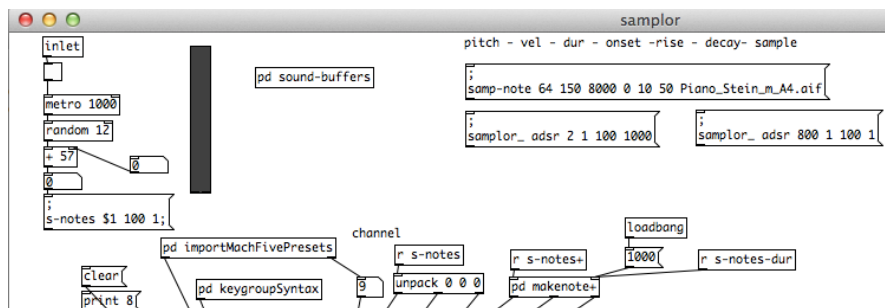 samplor
inlet
pitch - vel - dur - onset -rise - decay- sample
pd sound-buffers
;
samp-note 64 150 8000 0 10 50 Piano_Stein_m_A4.aif
metro 1000
random 12
;
samplor_ adsr 2 1 100 1000
;
samplor_ adsr 800 1 100 1
+ 57
0
0
;
s-notes $1 100 1;
loadbang
channel
pd importMachFivePresets
r s-notes
r s-notes+
1000
r s-notes-dur
clear
9
unpack 0 0 0
pd makenote+
pd keygroupSyntax
print 8